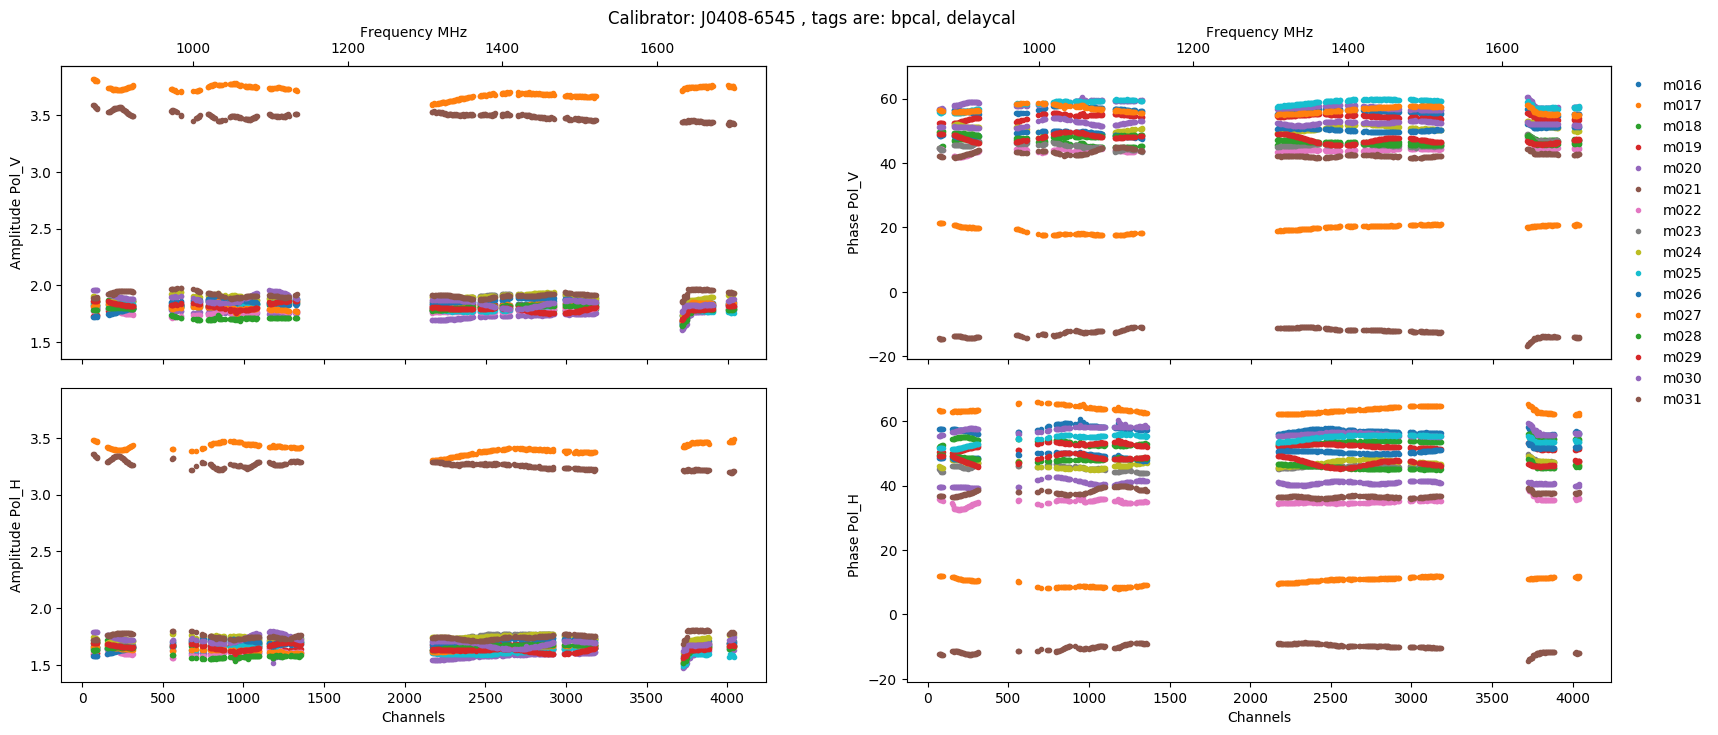 Calibrator: J0408-6545 , tags are: bpcal, delaycal
Frequency MHz
1000 1200 1400 1600
Amplitude Pol_V
3.5
3.0
2.5
2.0
1.5
Frequency MHz
1000 1200 1400 1600
Phase Pol_V
60
40
20
0
−20
m016
m017
m018
m019
m020
m021
m022
m023
m024
m025
m026
m027
m028
m029
m030
m031
Amplitude Pol_H
3.5
3.0
2.5
2.0
1.5
0 500 1000 1500 2000 2500 3000 3500 4000
Channels
Phase Pol_H
60
40
20
0
−20
0 500 1000 1500 2000 2500 3000 3500 4000
Channels